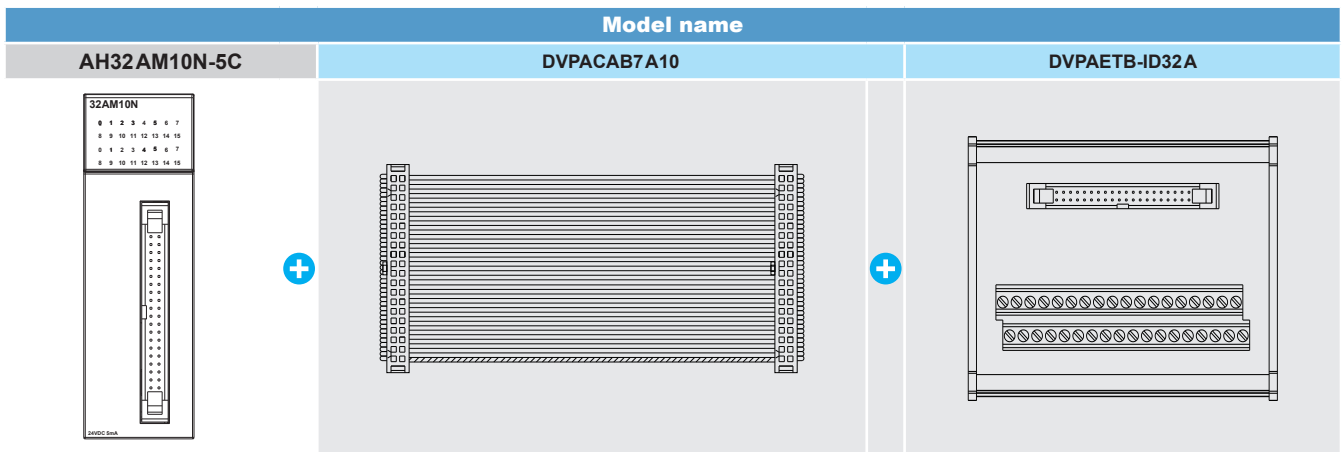 Model name
AH32AM10N-5C DVPACAB7A10 DVPAETB-ID32A
32AM10N
0 1 2 3 4 5 6 7
8 9 10 11 12 13 14 15
0 1 2 3 4 5 6 7
8 9 10 11 12 13 14 15
24VDC 5mA